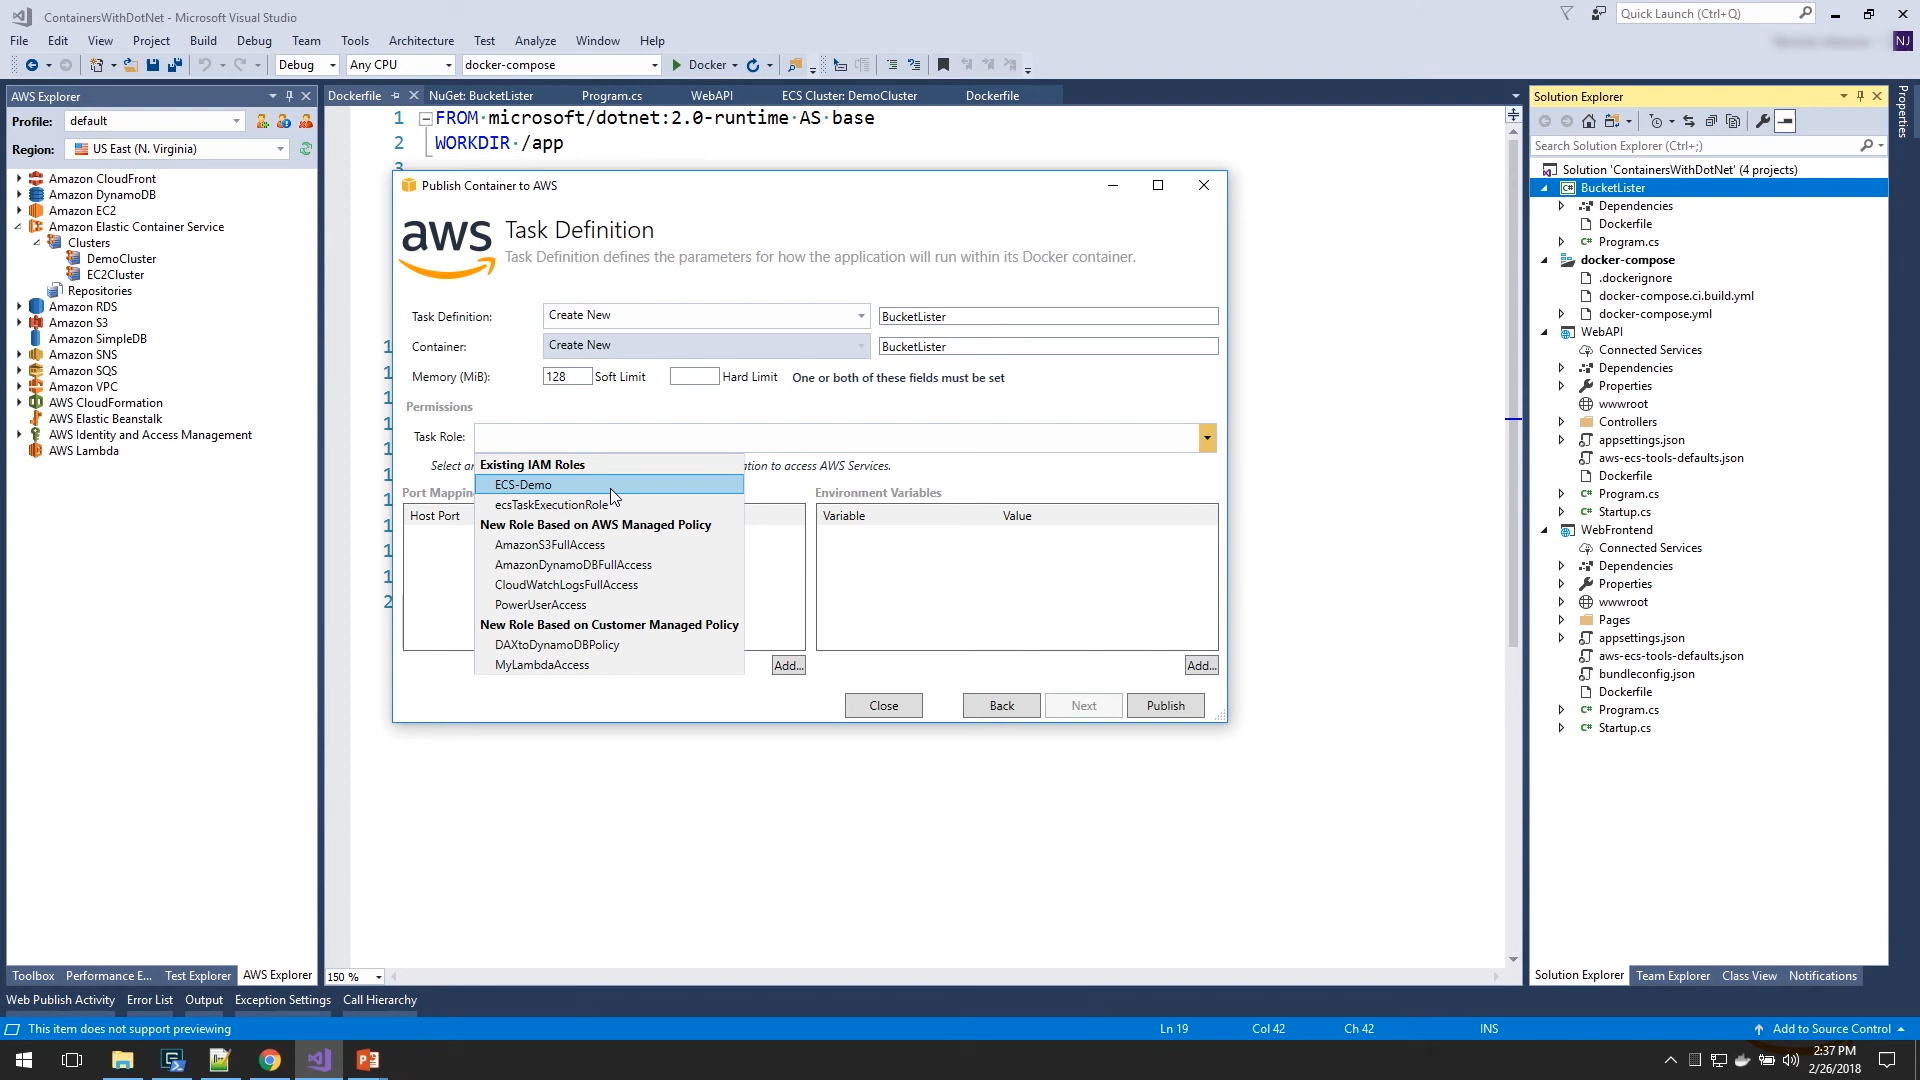 ContainersWithDotNet - Microsoft Visual Studio
Quick Launch (Ctrl+Q)
File Edit View Project Build Debug Team Tools Architecture Test Analyze Window Help
NJ
Debug Any CPU docker-compose Docker
AWS Explorer
Profile: default
Region: US East (N. Virginia)
Amazon CloudFront
Amazon DynamoDB
Amazon EC2
Amazon Elastic Container Service
Clusters
DemoCluster
EC2Cluster
Repositories
Amazon RDS
Amazon S3
Amazon SimpleDB
Amazon SNS
Amazon SQS
Amazon VPC
AWS CloudFormation
AWS Elastic Beanstalk
AWS Identity and Access Management
AWS Lambda
Toolbox Performance E... Test Explorer AWS Explorer
Dockerfile NuGet: BucketLister Program.cs WebAPI ECS Cluster: DemoCluster Dockerfile
1 FROM microsoft/dotnet:2.0-runtime AS base
2 WORKDIR /app
3
Publish Container to AWS
aws
Task Definition
Task Definition defines the parameters for how the application will run within its Docker container.
Task Definition: Create New BucketLister
Container: Create New BucketLister
Memory (MiB): 128 Soft Limit Hard Limit One or both of these fields must be set
Permissions
Task Role:
Existing IAM Roles
ECS-Demo
ecsTaskExecutionRole
New Role Based on AWS Managed Policy
AmazonS3FullAccess
AmazonDynamoDBFullAccess
CloudWatchLogsFullAccess
PowerUserAccess
New Role Based on Customer Managed Policy
DAXtoDynamoDBPolicy
MyLambdaAccess
to access AWS Services.
Host Port
Add...
Environment Variables
Variable Value
Add...
Close Back Next Publish
150 %
Solution Explorer
Search Solution Explorer (Ctrl+;)
Solution 'ContainersWithDotNet' (4 projects)
BucketLister
Dependencies
Dockerfile
Program.cs
docker-compose
.dockerignore
docker-compose.ci.build.yml
docker-compose.yml
WebAPI
Connected Services
Dependencies
Properties
wwwroot
Controllers
appsettings.json
aws-ecs-tools-defaults.json
Dockerfile
Program.cs
Startup.cs
WebFrontend
Connected Services
Dependencies
Properties
wwwroot
Pages
appsettings.json
aws-ecs-tools-defaults.json
bundleconfig.json
Dockerfile
Program.cs
Startup.cs
Solution Explorer Team Explorer Class View Notifications
Properties
Web Publish Activity Error List Output Exception Settings Call Hierarchy
This item does not support previewing Ln 19 Col 42 Ch 42 INS Add to Source Control
2:37 PM
2/26/2018